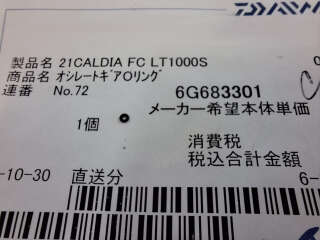 DAIWA
製品名 21CALDIA FC LT1000S
商品名 オシレートギアOリング
連番 No.72 6G683301
メーカー希望本体単価
1個
消費税
税込合計金額
-10-30 直送分 6-